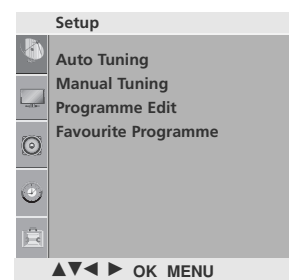 Setup
Auto Tuning
Manual Tuning
Programme Edit
Favourite Programme
▲▼◄ ► OK MENU